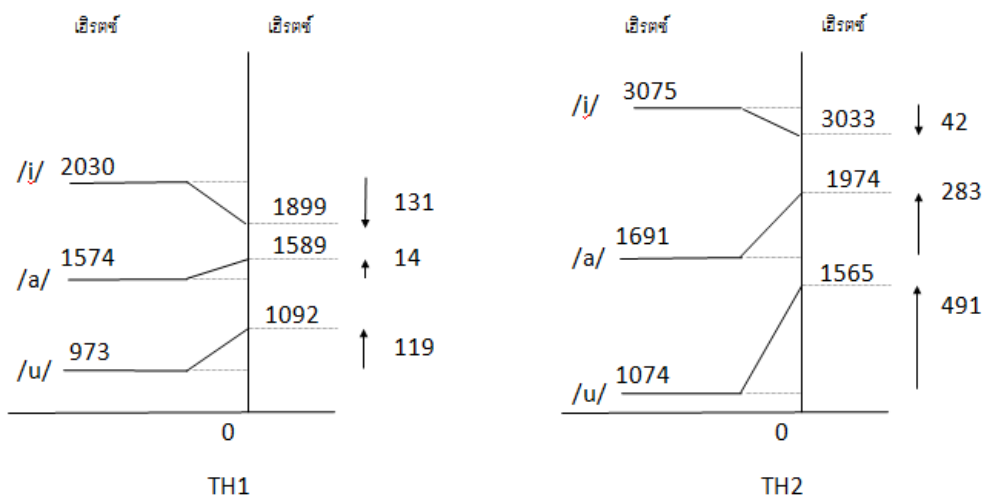 เฮิรตซ์ เฮิรตซ์
/i/ 2030
1899 131
1589 14
/a/ 1574
1092 119
/u/ 973
0
TH1
เฮิรตซ์ เฮิรตซ์
/i/ 3075
3033 42
1974 283
/a/ 1691
1565 491
/u/ 1074
0
TH2